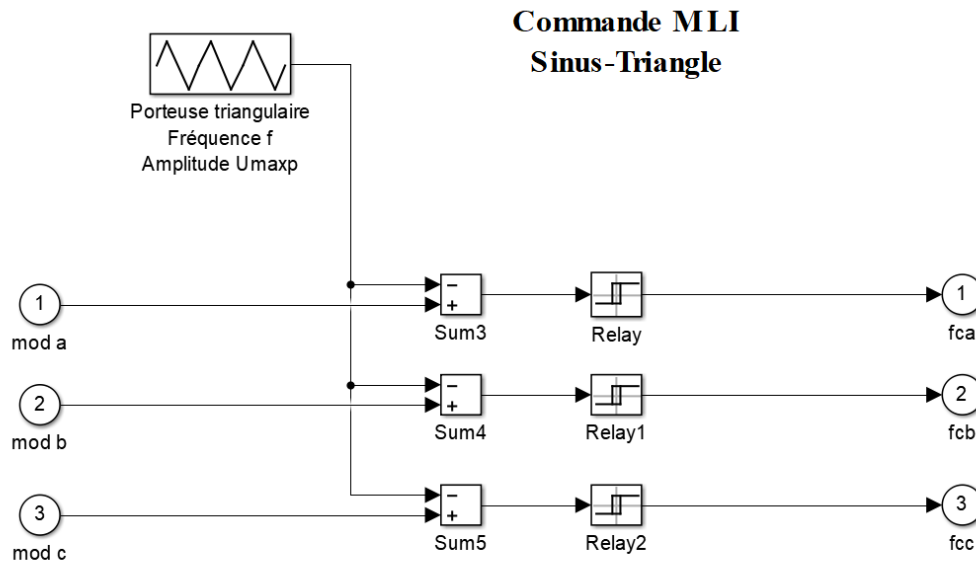 Commande MLI
Sinus-Triangle
Porteuse triangulaire
Fréquence f
Amplitude Umaxp
1
mod a
−
+
Sum3
Relay
1
fca
2
mod b
−
+
Sum4
Relay1
2
fcb
3
mod c
−
+
Sum5
Relay2
3
fcc